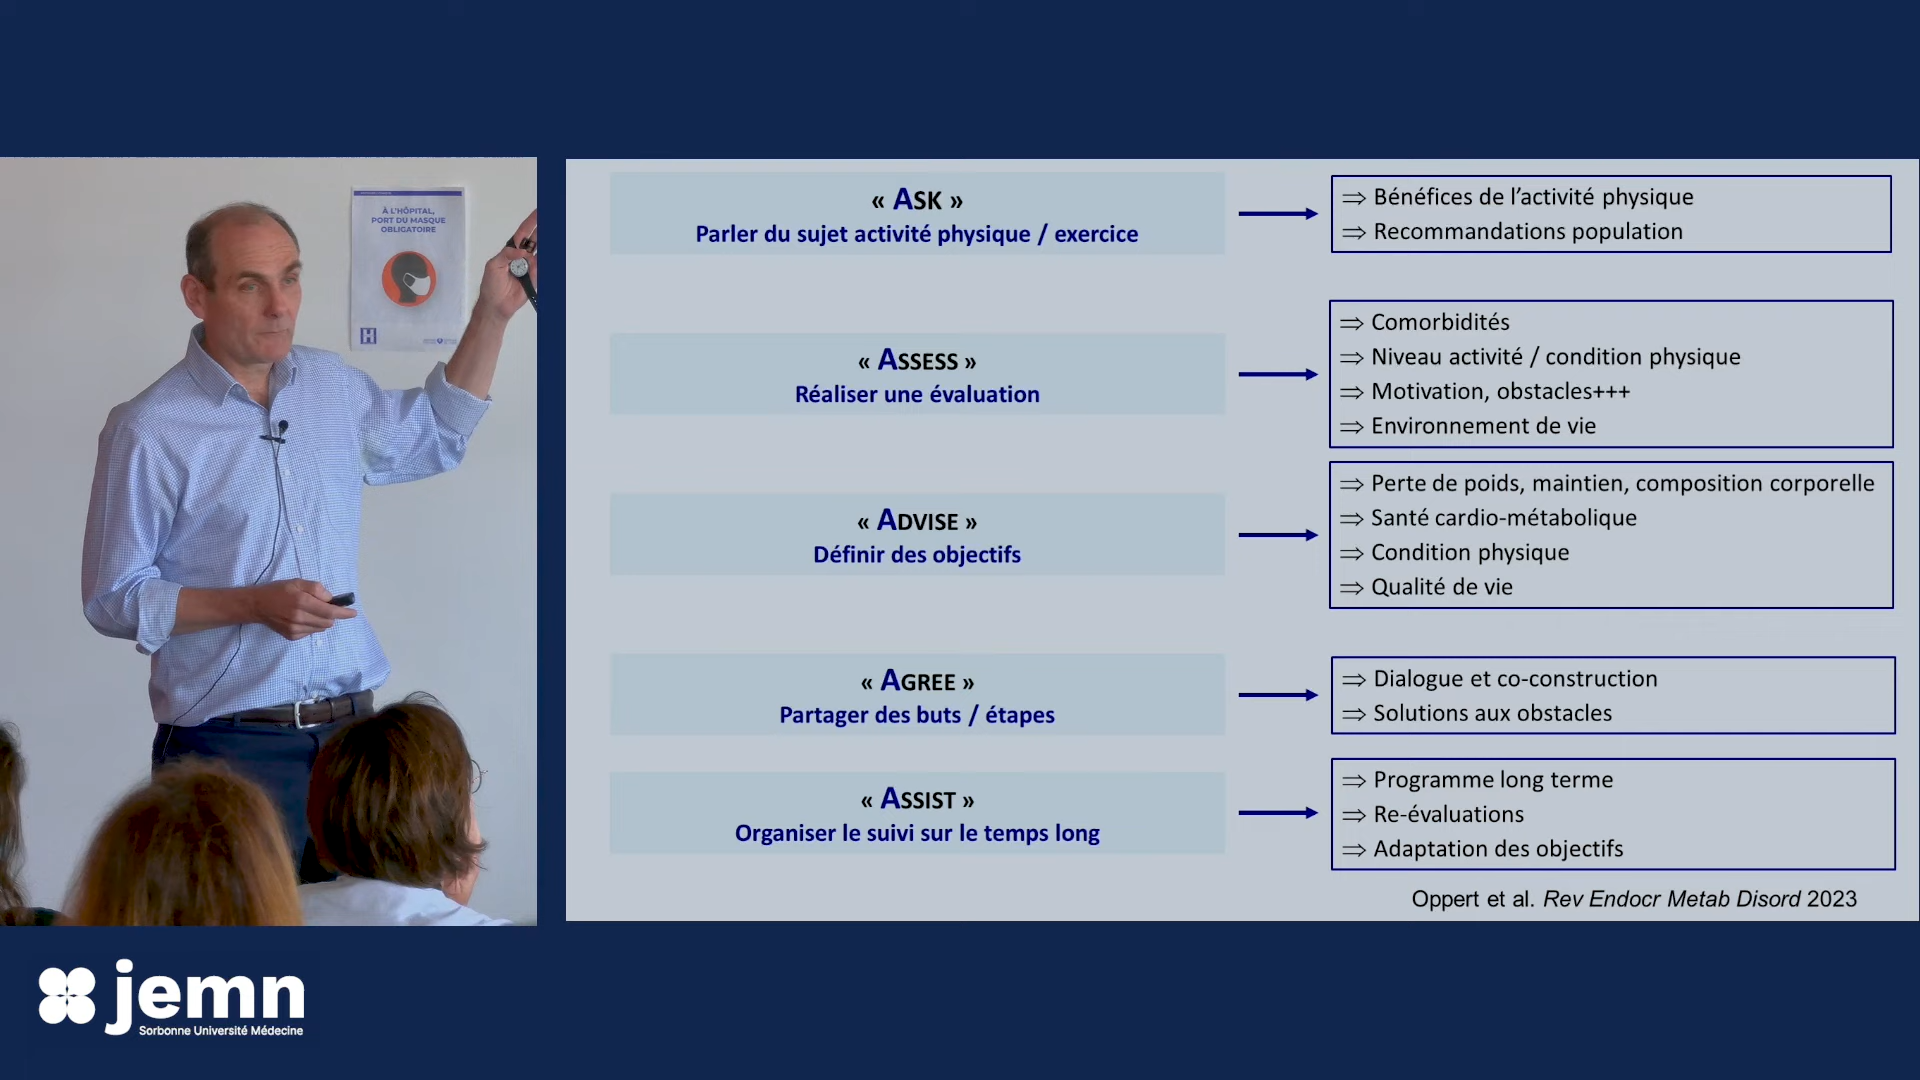 À L'HÔPITAL,
PORT DU MASQUE
OBLIGATOIRE
H
« ASK »
Parler du sujet activité physique / exercice
⇒ Bénéfices de l'activité physique
⇒ Recommandations population
« ASSESS »
Réaliser une évaluation
⇒ Comorbidités
⇒ Niveau activité / condition physique
⇒ Motivation, obstacles+++
⇒ Environnement de vie
« ADVISE »
Définir des objectifs
⇒ Perte de poids, maintien, composition corporelle
⇒ Santé cardio-métabolique
⇒ Condition physique
⇒ Qualité de vie
« AGREE »
Partager des buts / étapes
⇒ Dialogue et co-construction
⇒ Solutions aux obstacles
« ASSIST »
Organiser le suivi sur le temps long
⇒ Programme long terme
⇒ Re-évaluations
⇒ Adaptation des objectifs
Oppert et al. Rev Endocr Metab Disord 2023
jemn
Sorbonne Université Médecine